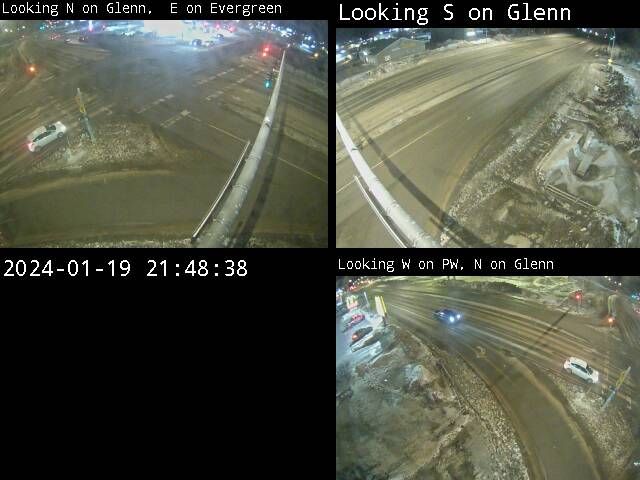 Looking N on Glenn, E on Evergreen
Looking S on Glenn
2024-01-19 21:48:38
Looking W on PW, N on Glenn